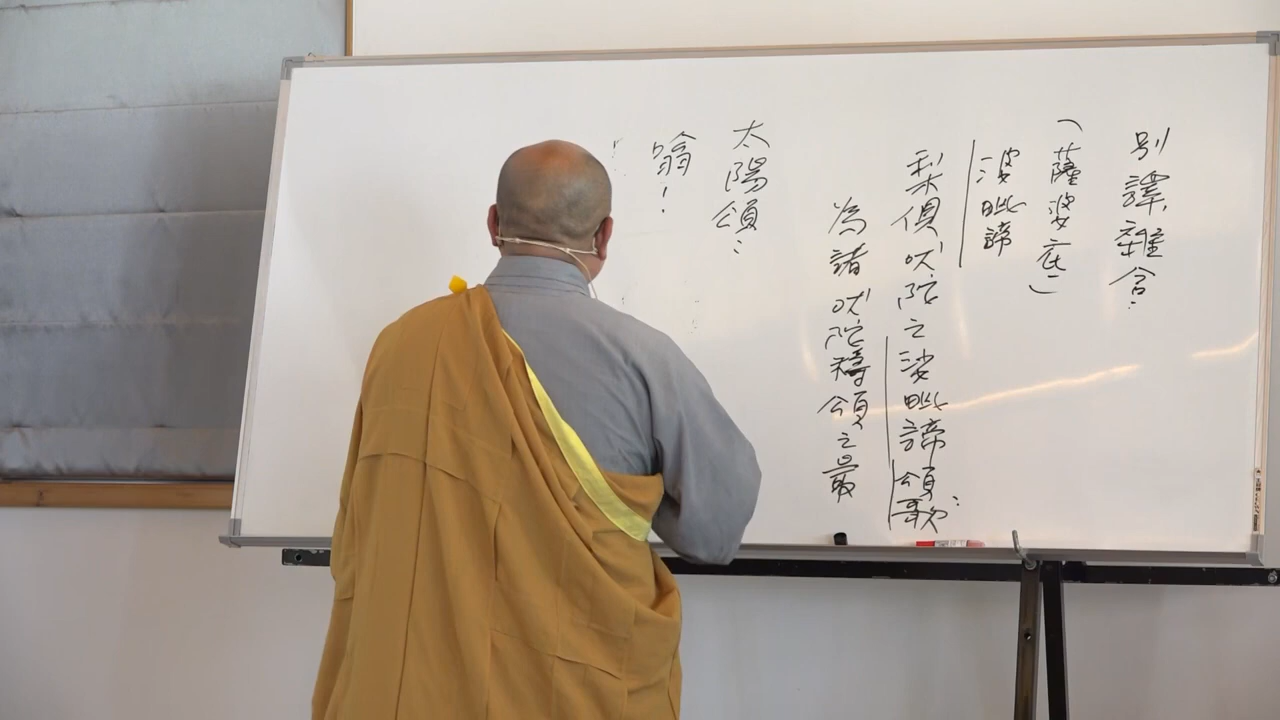 別譯雜含：
（薩婆底）
婆毗諦
梨俱吠陀之娑毗諦頌歌：
為諸吠陀禱頌之最
太陽頌：
嗡！